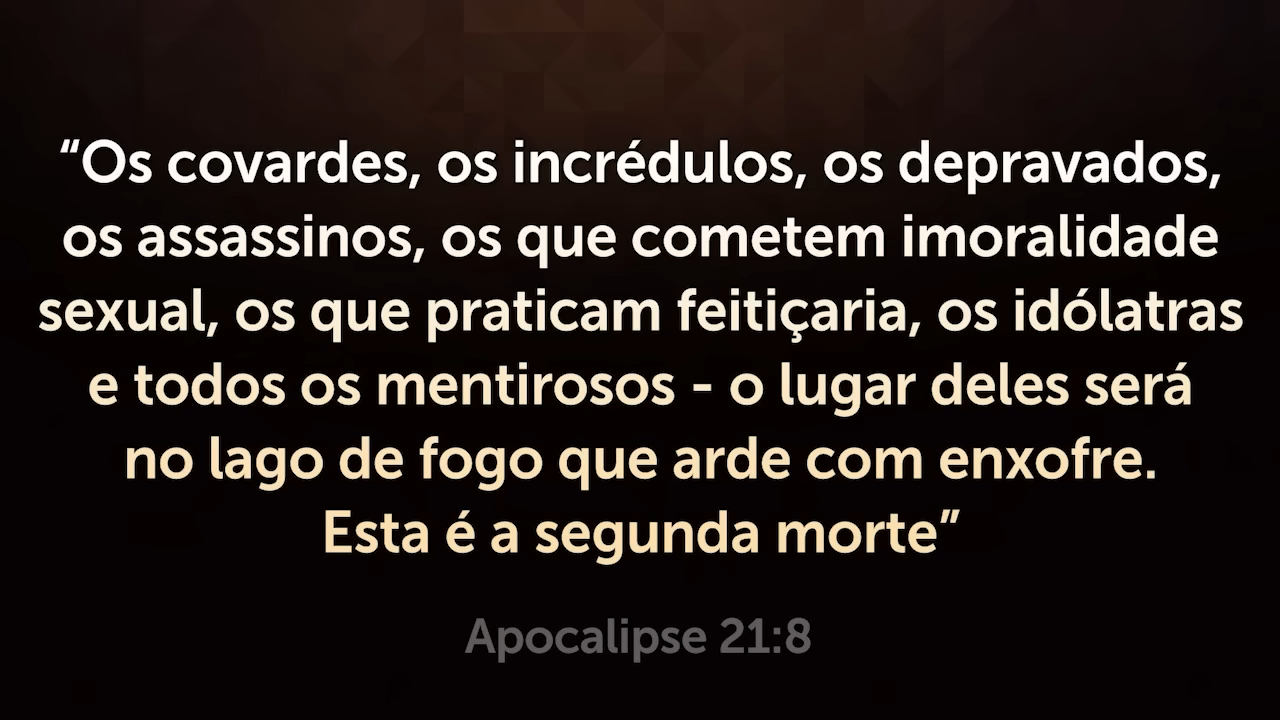 “Os covardes, os incrédulos, os depravados,
os assassinos, os que cometem imoralidade
sexual, os que praticam feitiçaria, os idólatras
e todos os mentirosos - o lugar deles será
no lago de fogo que arde com enxofre.
Esta é a segunda morte”
Apocalipse 21:8